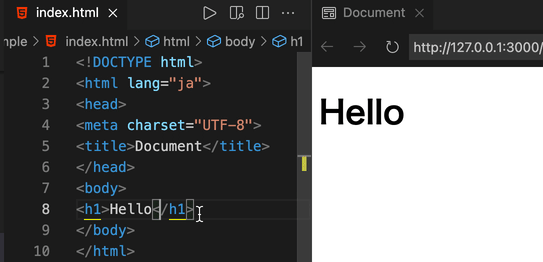 index.html
Document
mple > index.html > html > body > h1
http://127.0.0.1:3000/
1 <!DOCTYPE html>
2 <html lang="ja">
3 <head>
4 <meta charset="UTF-8">
5 <title>Document</title>
6 </head>
7 <body>
8 <h1>Hello</h1>
9 </body>
10 </html>
Hello